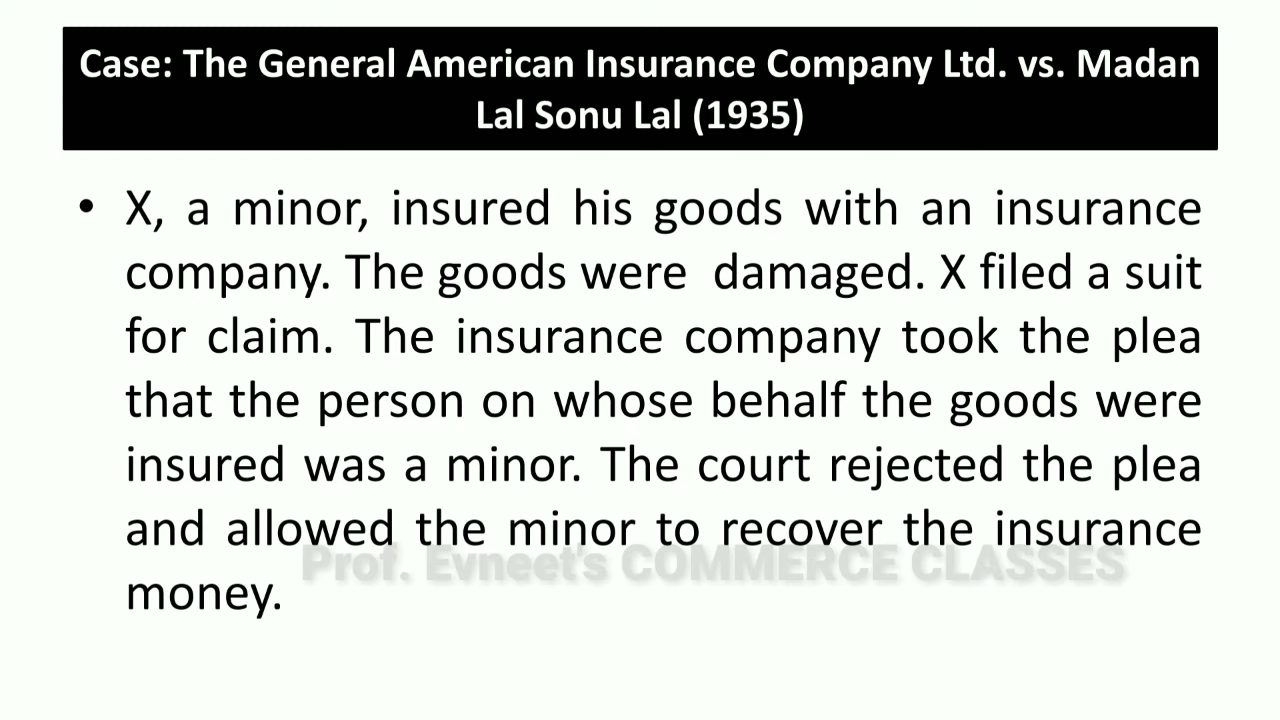 Case: The General American Insurance Company Ltd. vs. Madan
Lal Sonu Lal (1935)
• X, a minor, insured his goods with an insurance
company. The goods were damaged. X filed a suit
for claim. The insurance company took the plea
that the person on whose behalf the goods were
insured was a minor. The court rejected the plea
and allowed the minor to recover the insurance
Prof. Evneet's COMMERCE CLASSES
money.